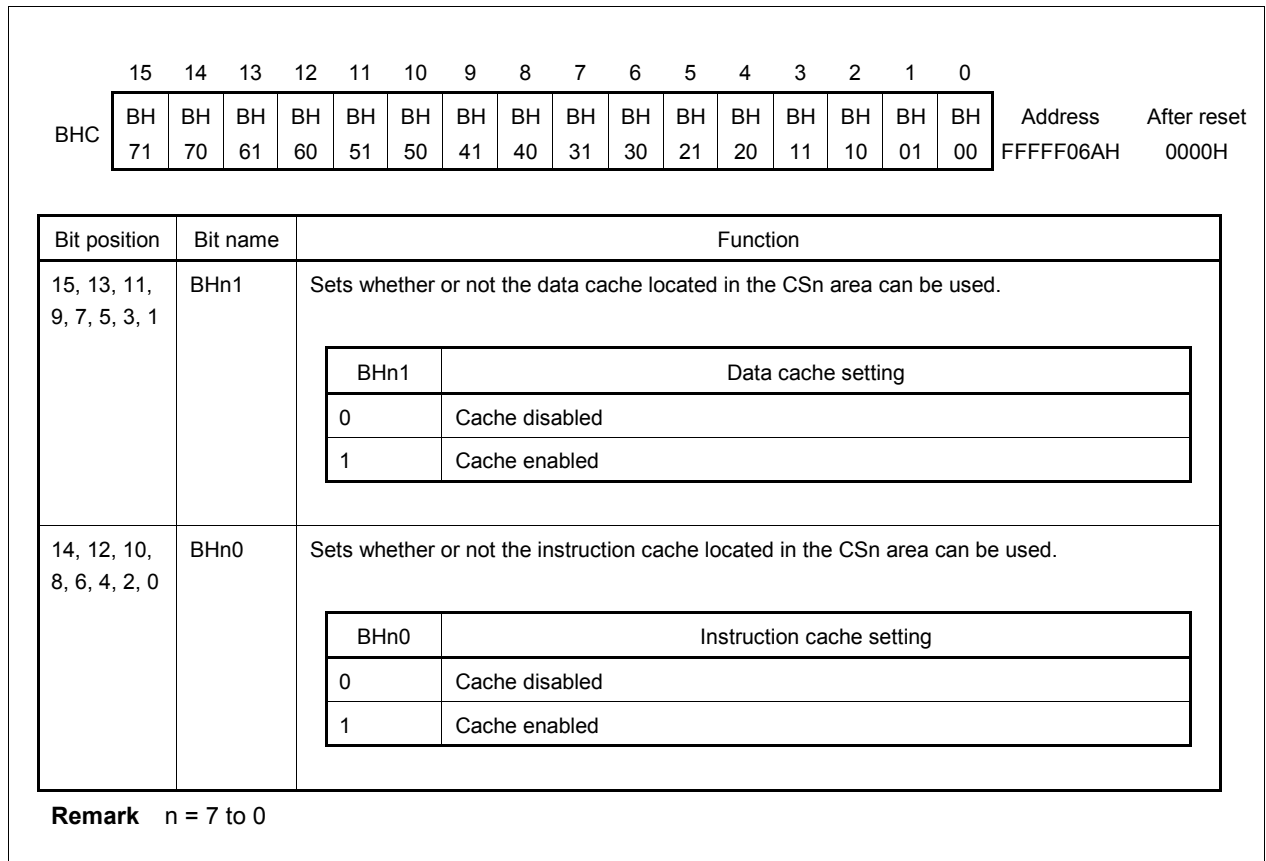 15 14 13 12 11 10 9 8 7 6 5 4 3 2 1 0
BHC BH BH BH BH BH BH BH BH BH BH BH BH BH BH BH BH Address After reset
71 70 61 60 51 50 41 40 31 30 21 20 11 10 01 00 FFFFF06AH 0000H
Bit position Bit name Function
15, 13, 11, BHn1 Sets whether or not the data cache located in the CSn area can be used.
9, 7, 5, 3, 1
BHn1 Data cache setting
0 Cache disabled
1 Cache enabled
14, 12, 10, BHn0 Sets whether or not the instruction cache located in the CSn area can be used.
8, 6, 4, 2, 0
BHn0 Instruction cache setting
0 Cache disabled
1 Cache enabled
Remark n = 7 to 0